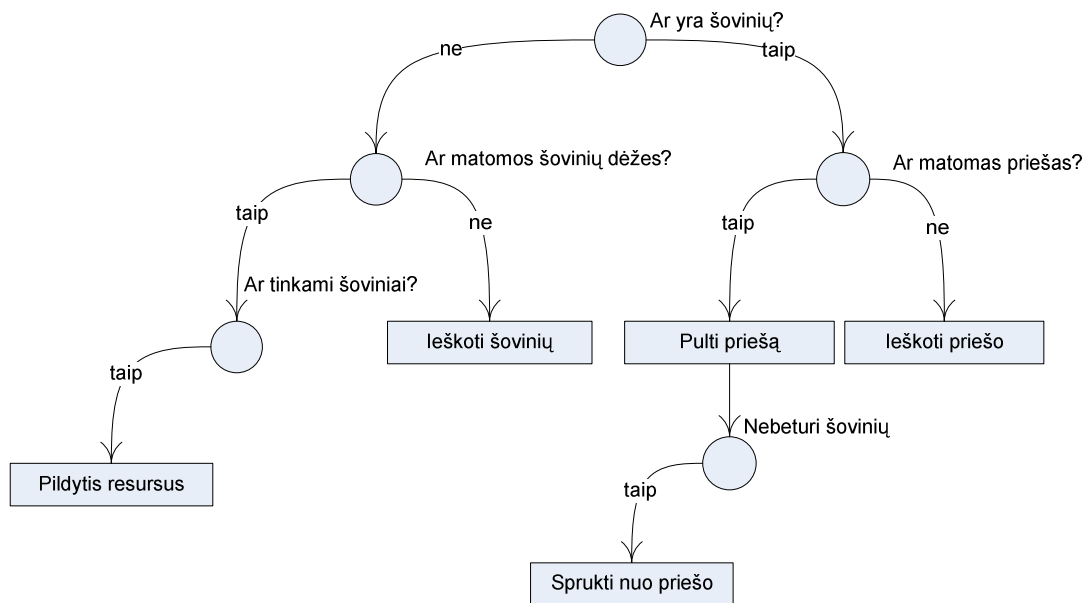 Ar yra šovinių?
ne
taip
Ar matomos šovinių dėžes?
Ar matomas priešas?
taip
ne
taip
ne
Ar tinkami šoviniai?
Ieškoti šovinių
Pulti priešą
Ieškoti priešo
taip
Nebeturi šovinių
Pildytis resursus
taip
Sprukti nuo priešo